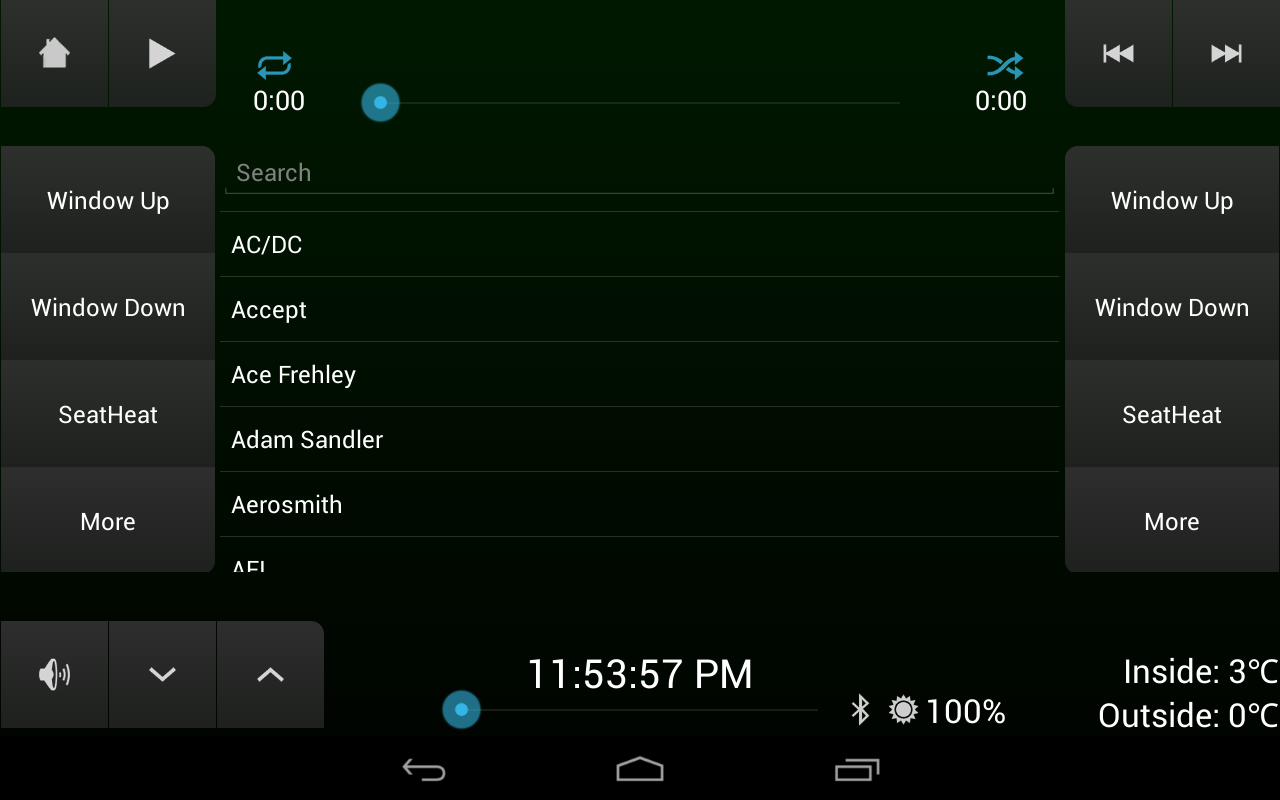 0:00
0:00
Search
Window Up
Window Down
SeatHeat
More
AC/DC
Accept
Ace Frehley
Adam Sandler
Aerosmith
AFI
Window Up
Window Down
SeatHeat
More
11:53:57 PM
100%
Inside: 3°C
Outside: 0°C